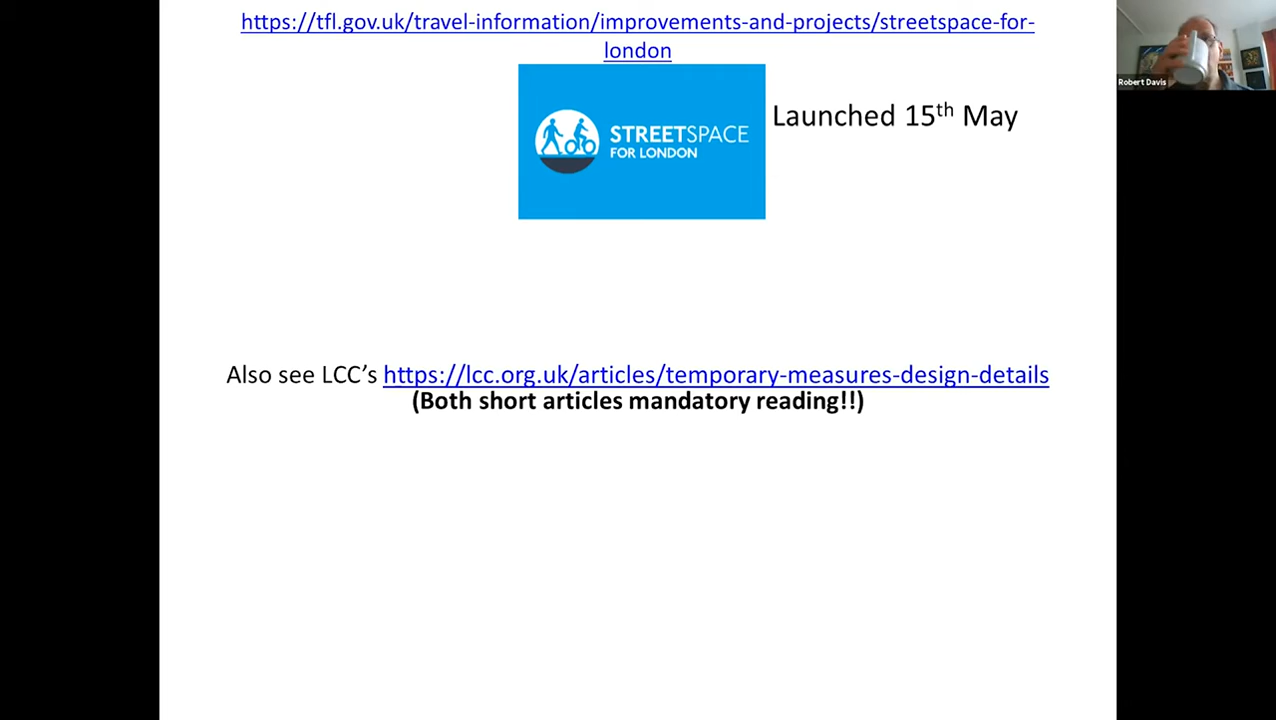 https://tfl.gov.uk/travel-information/improvements-and-projects/streetspace-for-
london
STREETSPACE
FOR LONDON
Launched 15th May
Also see LCC’s https://lcc.org.uk/articles/temporary-measures-design-details
(Both short articles mandatory reading!!)
Robert Davis